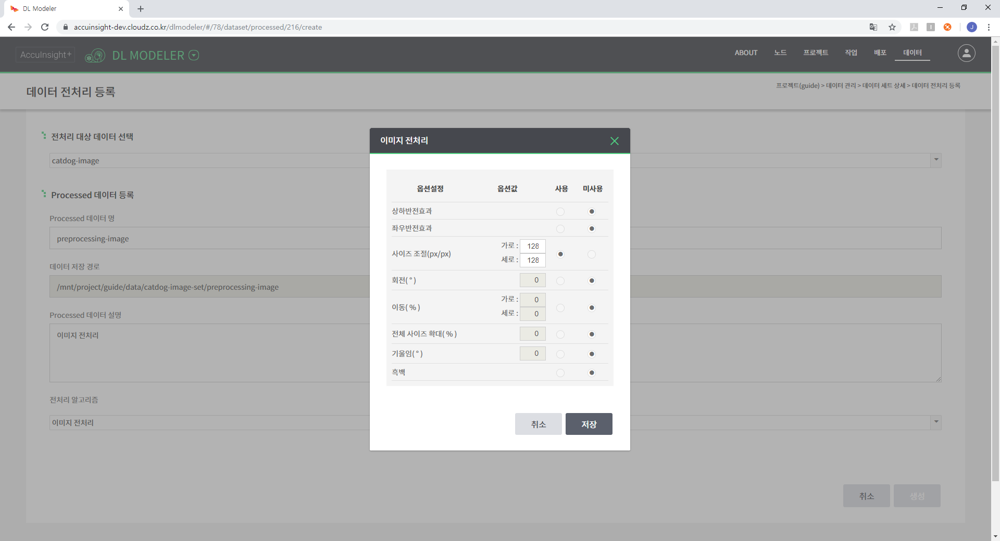 DL Modeler
accuinsight-dev.cloudz.co.kr/dlmodeler/#/78/dataset/processed/216/create
J
AccuInsight+
DL MODELER
ABOUT 노드 프로젝트 작업 배포 데이터
데이터 전처리 등록
프로젝트(guide) > 데이터 관리 > 데이터 세트 상세 > 데이터 전처리 등록
전처리 대상 데이터 선택
catdog-image
Processed 데이터 등록
Processed 데이터 명
preprocessing-image
데이터 저장 경로
/mnt/project/guide/data/catdog-image-set/preprocessing-image
Processed 데이터 설명
이미지 전처리
전처리 알고리즘
이미지 전처리
취소 생성
이미지 전처리
옵션설정 옵션값 사용 미사용
상하반전효과
좌우반전효과
사이즈 조절(px/px) 가로 : 128
세로 : 128
회전( ° ) 0
이동( % ) 가로 : 0
세로 : 0
전체 사이즈 확대( % ) 0
기울임( ° ) 0
흑백
취소 저장